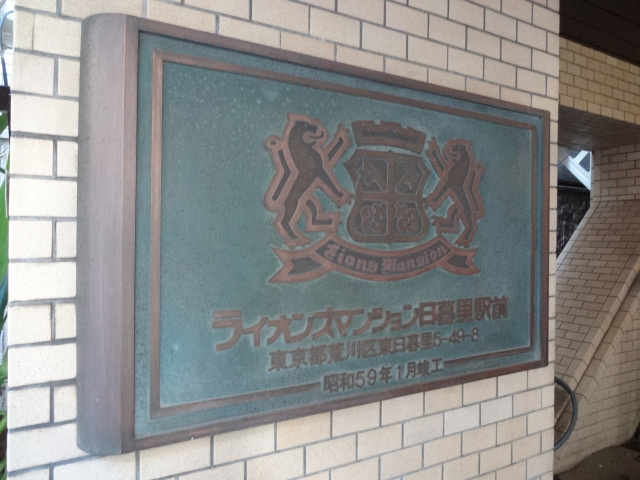 Lions Mansion
ライオンズマンション日暮里駅前
東京都荒川区東日暮里5-49-8
昭和59年1月竣工